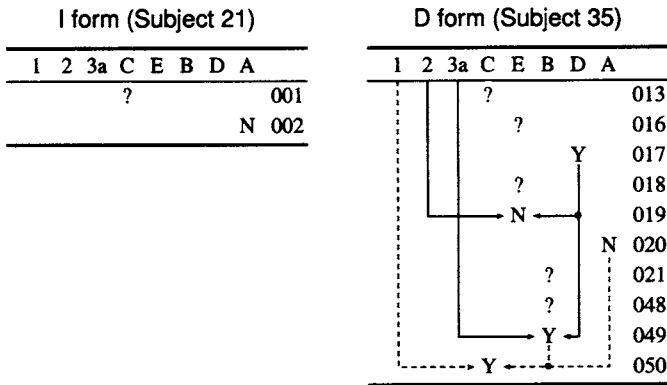 I form (Subject 21)
1 2 3a C E B D A
? 001
N 002
D form (Subject 35)
1 2 3a C E B D A
? 013
? 016
Y 017
? 018
N 019
N 020
? 021
? 048
Y 049
Y 050